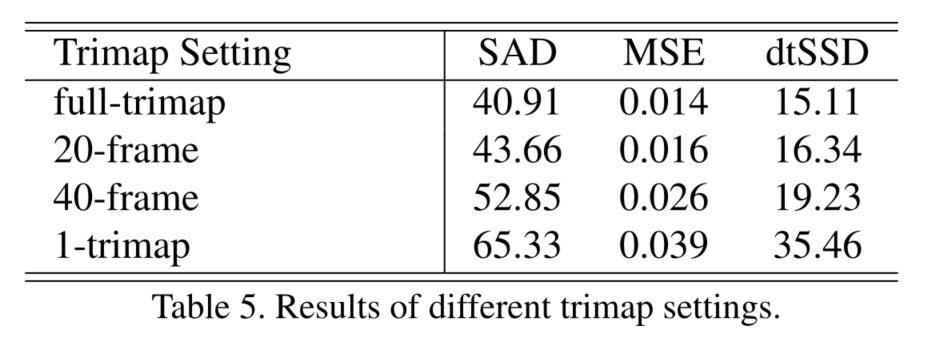 Trimap Setting SAD MSE dtSSD
full-trimap 40.91 0.014 15.11
20-frame 43.66 0.016 16.34
40-frame 52.85 0.026 19.23
1-trimap 65.33 0.039 35.46
Table 5. Results of different trimap settings.